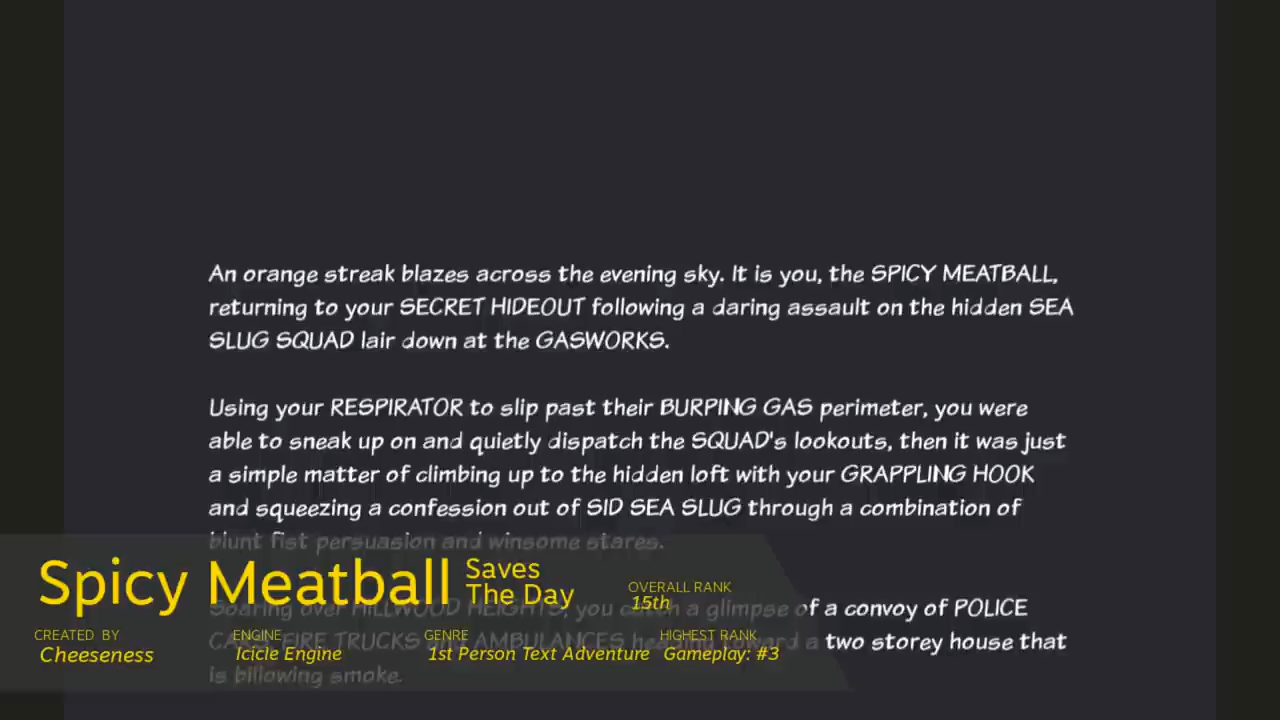 An orange streak blazes across the evening sky. It is you, the SPICY MEATBALL,
returning to your SECRET HIDEOUT following a daring assault on the hidden SEA
SLUG SQUAD lair down at the GASWORKS.
Using your RESPIRATOR to slip past their BURPING GAS perimeter, you were
able to sneak up on and quietly dispatch the SQUAD's lookouts, then it was just
a simple matter of climbing up to the hidden loft with your GRAPPLING HOOK
and squeezing a confession out of SID SEA SLUG through a combination of
blunt fist persuasion and winsome stares.
Soaring over HILLWOOD HEIGHTS, you catch a glimpse of a convoy of POLICE
CARS, FIRE TRUCKS and AMBULANCES heading toward a two storey house that
is billowing smoke.
Spicy Meatball Saves
The Day
OVERALL RANK
15th
CREATED BY
Cheeseness
ENGINE
Icicle Engine
GENRE
1st Person Text Adventure
HIGHEST RANK
Gameplay: #3